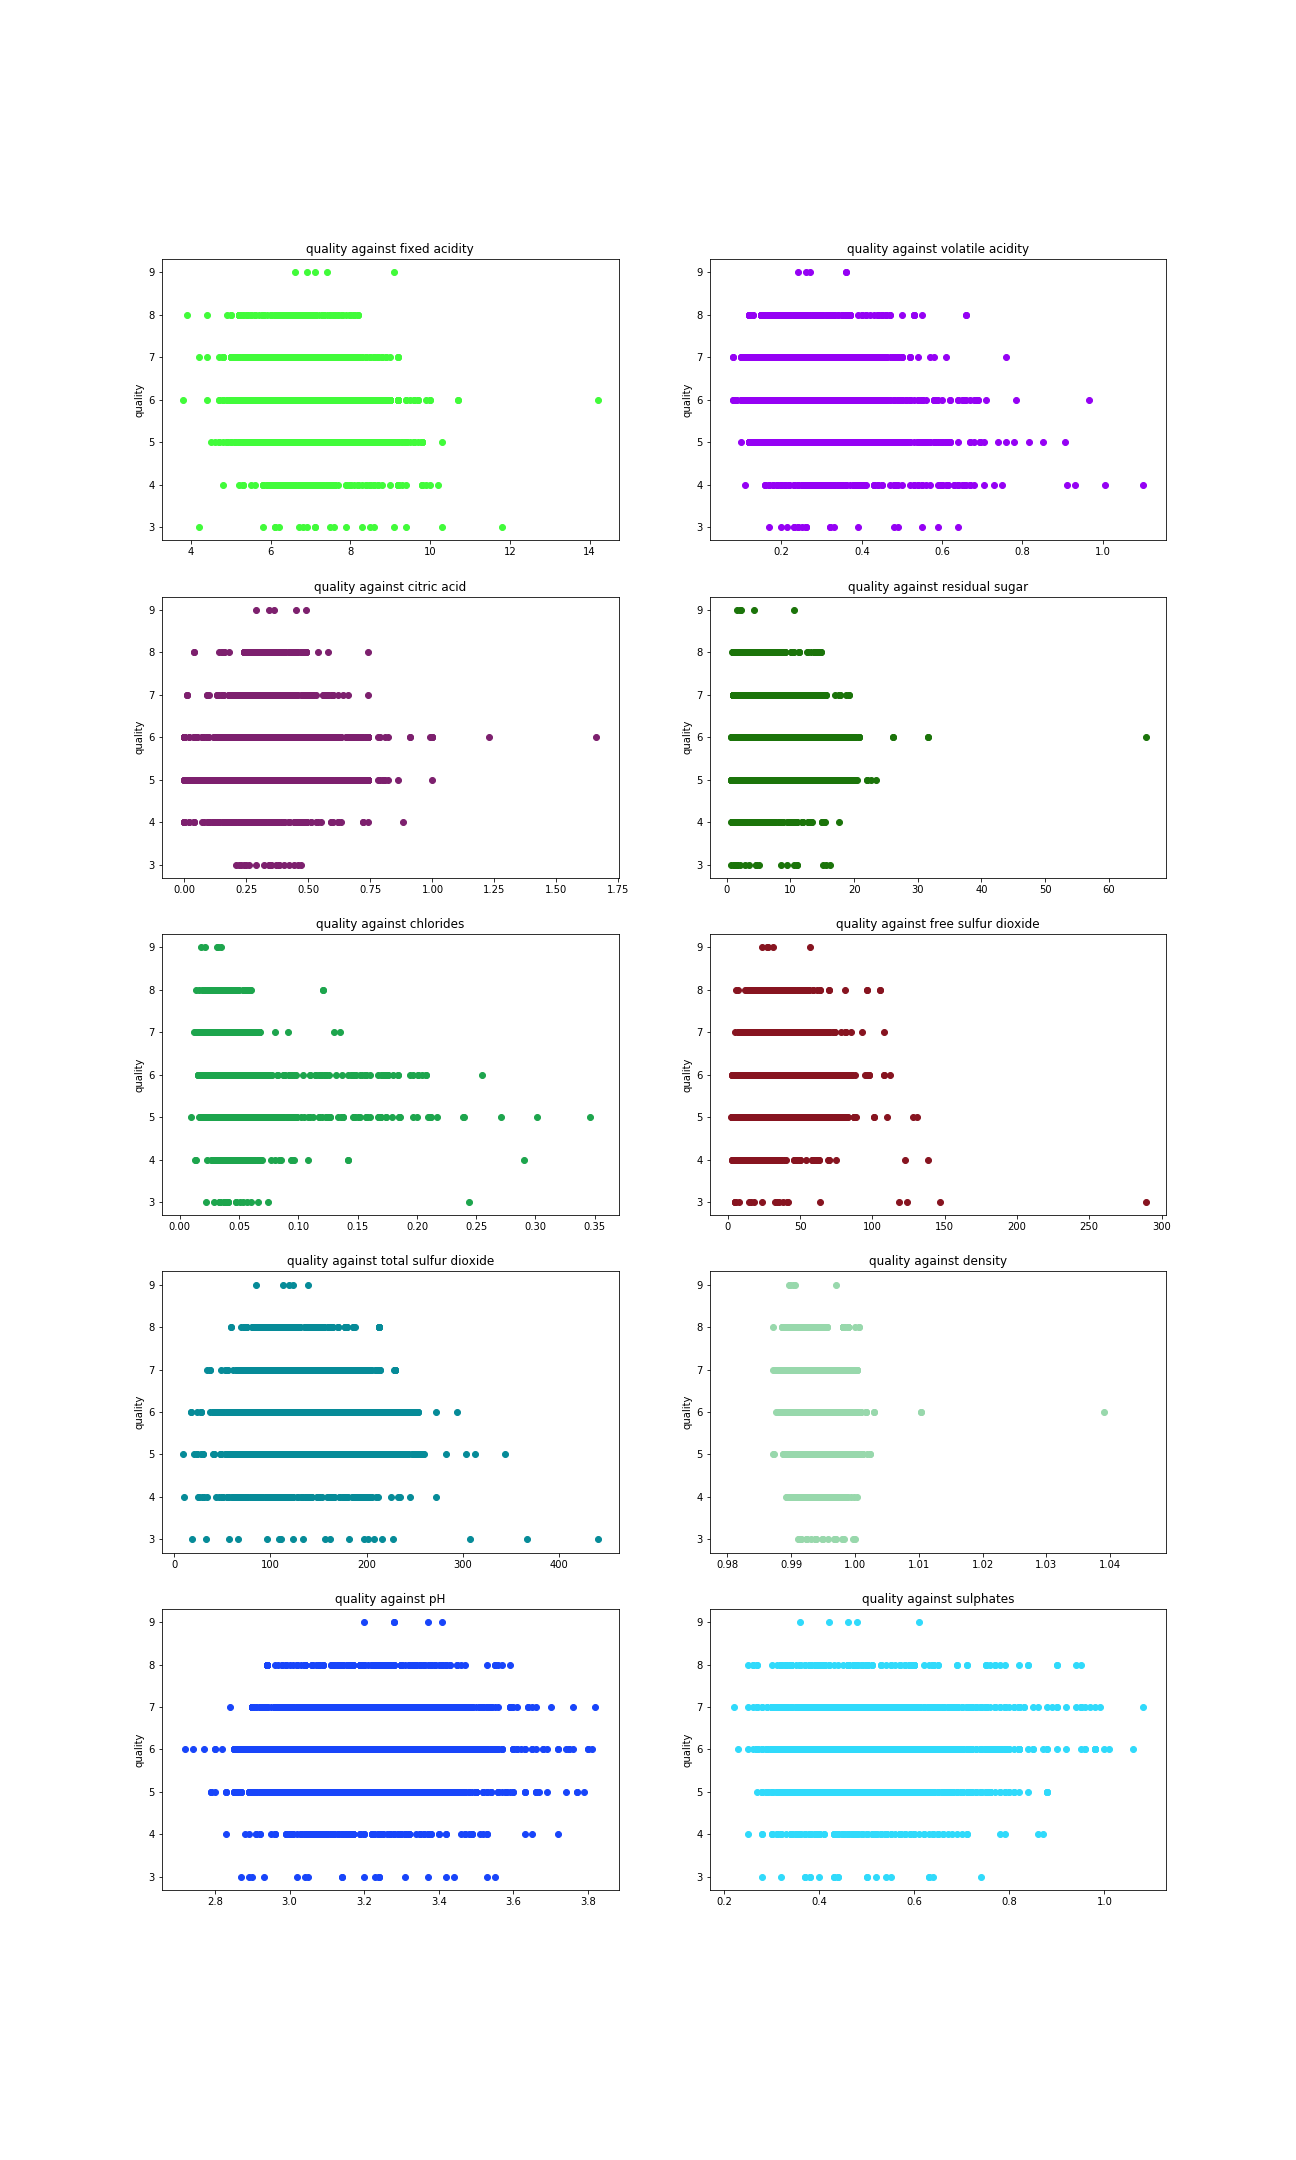 quality against fixed acidity
quality against volatile acidity
9
8
7
6
5
4
3
quality
4 6 8 10 12 14
9
8
7
6
5
4
3
quality
0.2 0.4 0.6 0.8 1.0
quality against citric acid
quality against residual sugar
9
8
7
6
5
4
3
quality
0.00 0.25 0.50 0.75 1.00 1.25 1.50 1.75
9
8
7
6
5
4
3
quality
0 10 20 30 40 50 60
quality against chlorides
quality against free sulfur dioxide
9
8
7
6
5
4
3
quality
0.00 0.05 0.10 0.15 0.20 0.25 0.30 0.35
9
8
7
6
5
4
3
quality
0 50 100 150 200 250 300
quality against total sulfur dioxide
quality against density
9
8
7
6
5
4
3
quality
0 100 200 300 400
9
8
7
6
5
4
3
quality
0.98 0.99 1.00 1.01 1.02 1.03 1.04
quality against pH
quality against sulphates
9
8
7
6
5
4
3
quality
2.8 3.0 3.2 3.4 3.6 3.8
9
8
7
6
5
4
3
quality
0.2 0.4 0.6 0.8 1.0